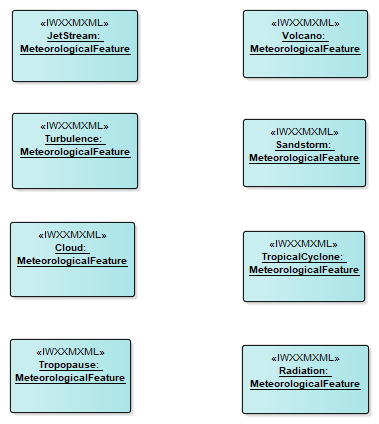 «IWXXMXML»
JetStream:
MeteorologicalFeature
«IWXXMXML»
Volcano:
MeteorologicalFeature
«IWXXMXML»
Turbulence:
MeteorologicalFeature
«IWXXMXML»
Sandstorm:
MeteorologicalFeature
«IWXXMXML»
Cloud:
MeteorologicalFeature
«IWXXMXML»
TropicalCyclone:
MeteorologicalFeature
«IWXXMXML»
Tropopause:
MeteorologicalFeature
«IWXXMXML»
Radiation:
MeteorologicalFeature